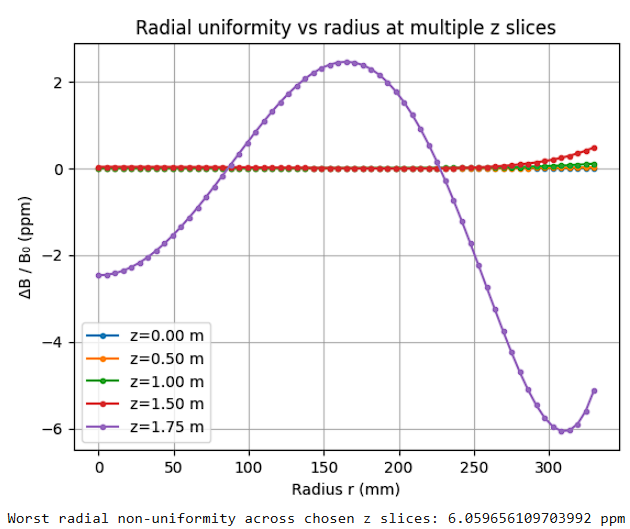 Radial uniformity vs radius at multiple z slices
ΔB / B₀ (ppm)
2
0
−2
−4
−6
z=0.00 m
z=0.50 m
z=1.00 m
z=1.50 m
z=1.75 m
0 50 100 150 200 250 300
Radius r (mm)
Worst radial non-uniformity across chosen z slices: 6.059656109703992 ppm